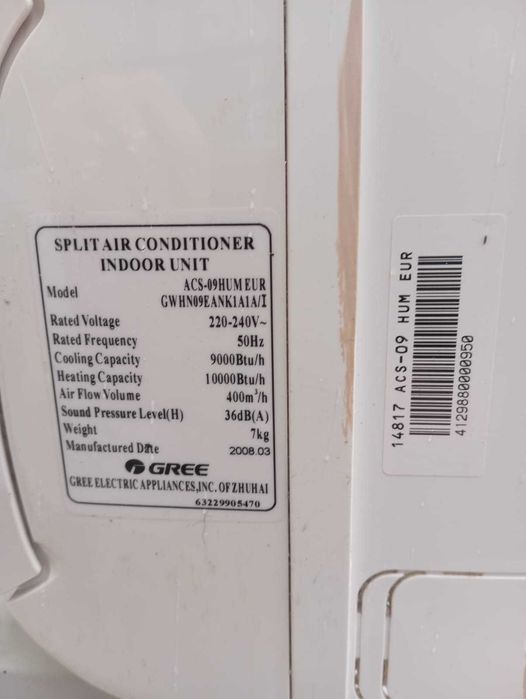 SPLIT AIR CONDITIONER
INDOOR UNIT
Model ACS-09HUM EUR
GWHN09EANK1A1A/I
Rated Voltage 220-240V~
Rated Frequency 50Hz
Cooling Capacity 9000Btu/h
Heating Capacity 10000Btu/h
Air Flow Volume 400m³/h
Sound Pressure Level(H) 36dB(A)
Weight 7kg
Manufactured Date 2008.03
GREE
GREE ELECTRIC APPLIANCES,INC. OF ZHUHAI
63229905470
14817 ACS-09 HUM EUR
4129880000950